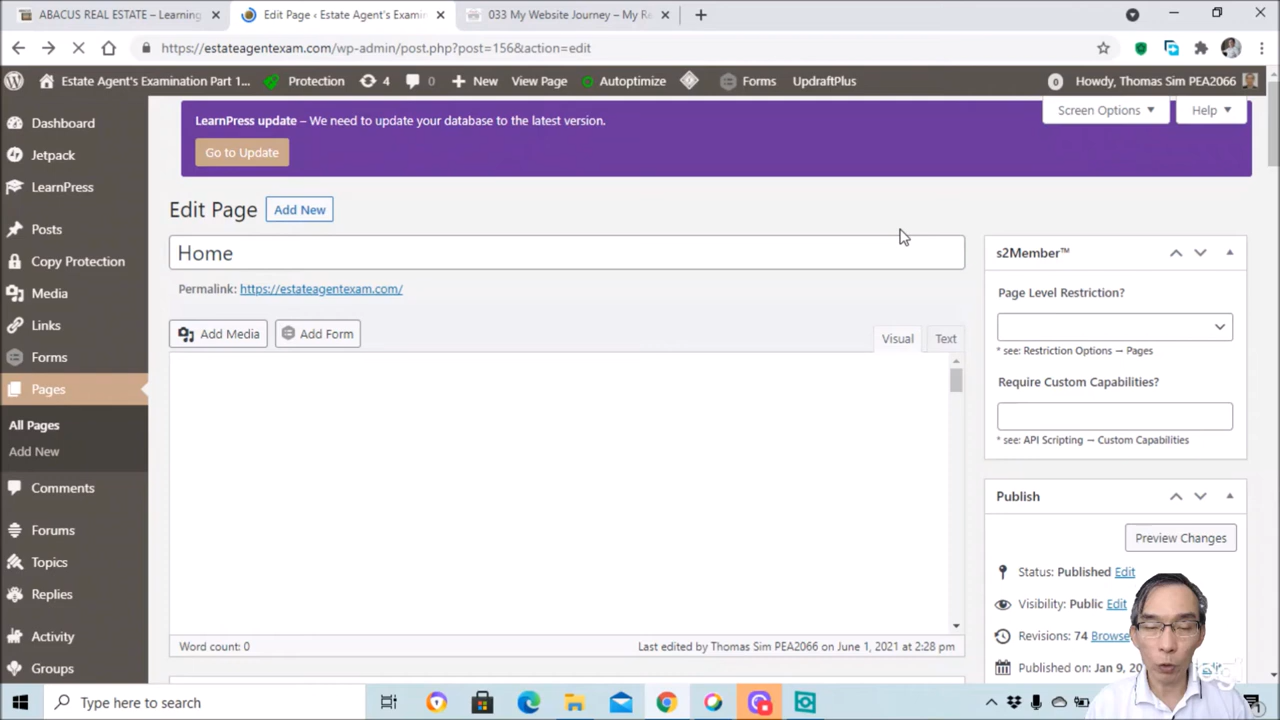 ABACUS REAL ESTATE – Learning
Edit Page ‹ Estate Agent's Examin
033 My Website Journey – My Re
https://estateagentexam.com/wp-admin/post.php?post=156&action=edit
Estate Agent's Examination Part 1...
Protection
4
0
New
View Page
Autoptimize
Forms
UpdraftPlus
0
Howdy, Thomas Sim PEA2066
LearnPress update – We need to update your database to the latest version.
Go to Update
Screen Options
Help
Dashboard
Jetpack
LearnPress
Posts
Copy Protection
Media
Links
Forms
Pages
All Pages
Add New
Comments
Forums
Topics
Replies
Activity
Groups
Edit Page
Add New
Home
Permalink: https://estateagentexam.com/
Add Media
Add Form
Visual
Text
Word count: 0
Last edited by Thomas Sim PEA2066 on June 1, 2021 at 2:28 pm
s2Member™
Page Level Restriction?
* see: Restriction Options → Pages
Require Custom Capabilities?
* see: API Scripting → Custom Capabilities
Publish
Preview Changes
Status: Published Edit
Visibility: Public Edit
Revisions: 74 Browse
Published on: Jan 9, 20
Type here to search
1